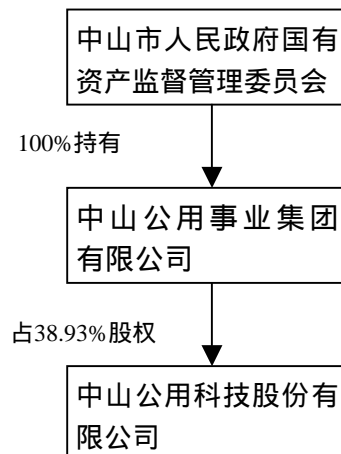 中山市人民政府国有
资产监督管理委员会
100%持有
中山公用事业集团
有限公司
占38.93%股权
中山公用科技股份有
限公司